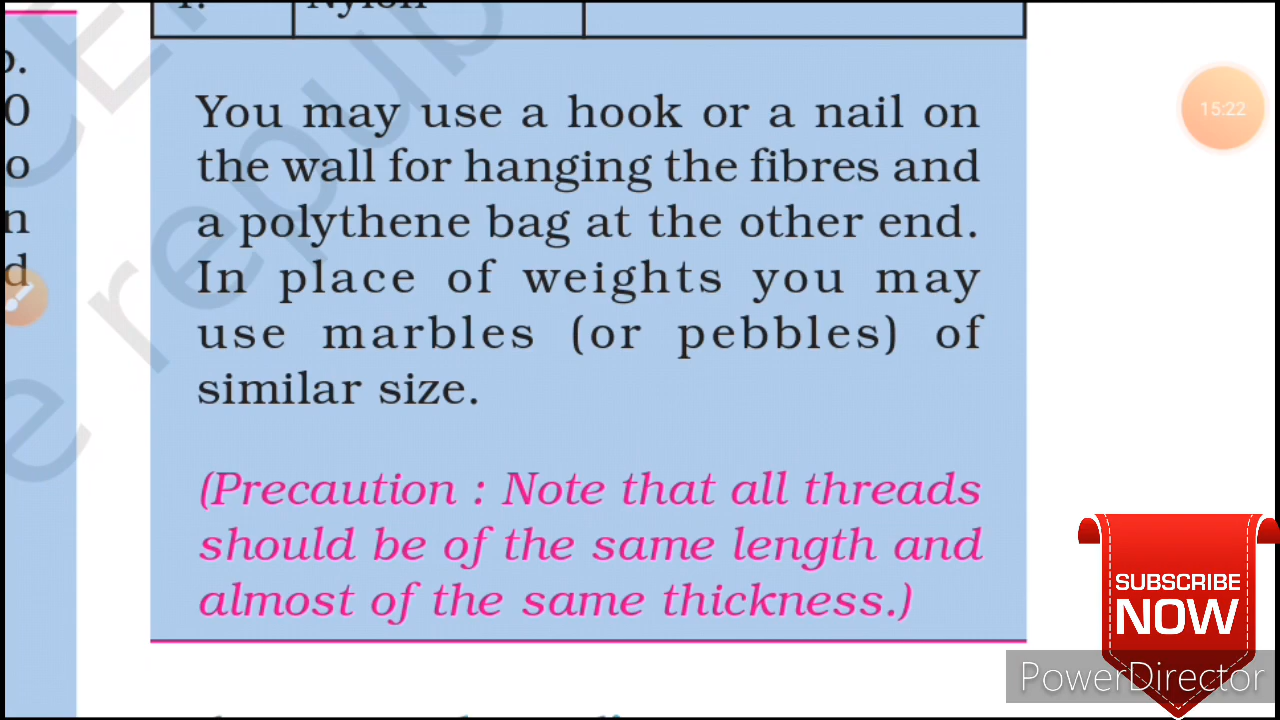 Nylon
You may use a hook or a nail on
the wall for hanging the fibres and
a polythene bag at the other end.
In place of weights you may
use marbles (or pebbles) of
similar size.
(Precaution : Note that all threads
should be of the same length and
almost of the same thickness.)
15:22
SUBSCRIBE
NOW
PowerDirector